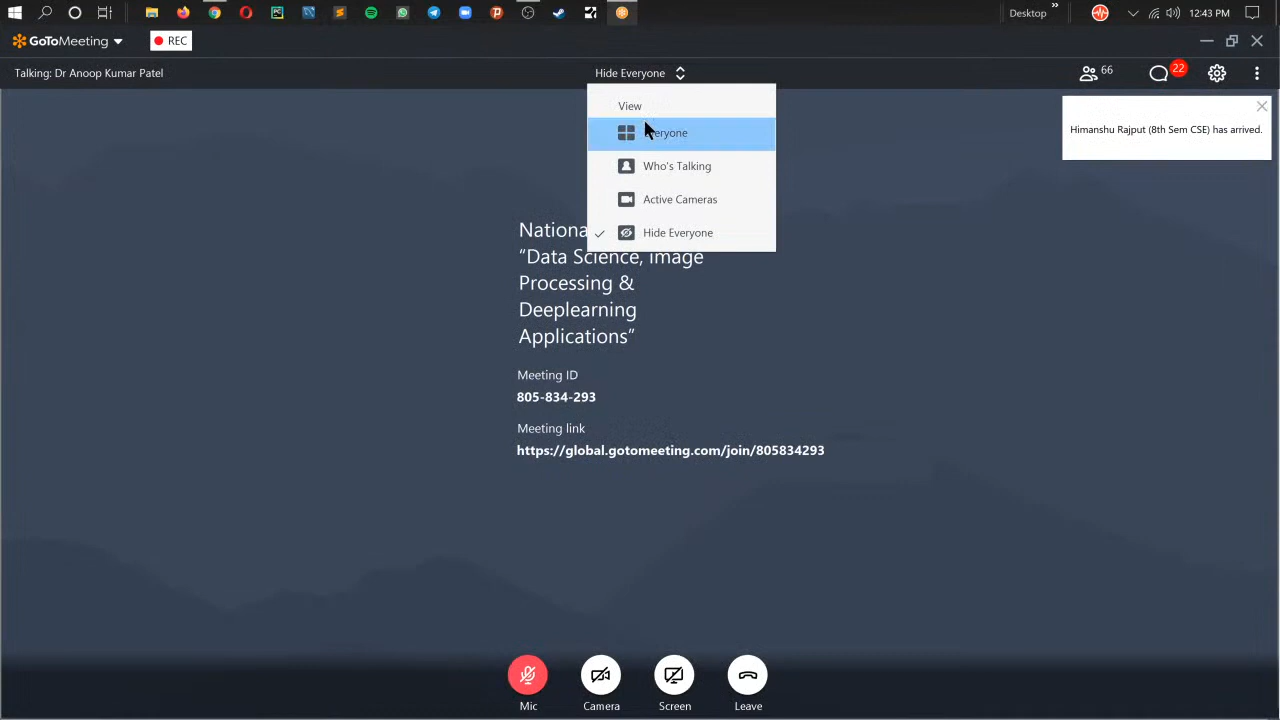 Desktop
12:43 PM
GoToMeeting
REC
Talking: Dr Anoop Kumar Patel
Hide Everyone
66
22
View
eryone
Who's Talking
Active Cameras
Hide Everyone
Himanshu Rajput (8th Sem CSE) has arrived.
Nationa
“Data Science, image
Processing &
Deeplearning
Applications”
Meeting ID
805-834-293
Meeting link
https://global.gotomeeting.com/join/805834293
Mic
Camera
Screen
Leave